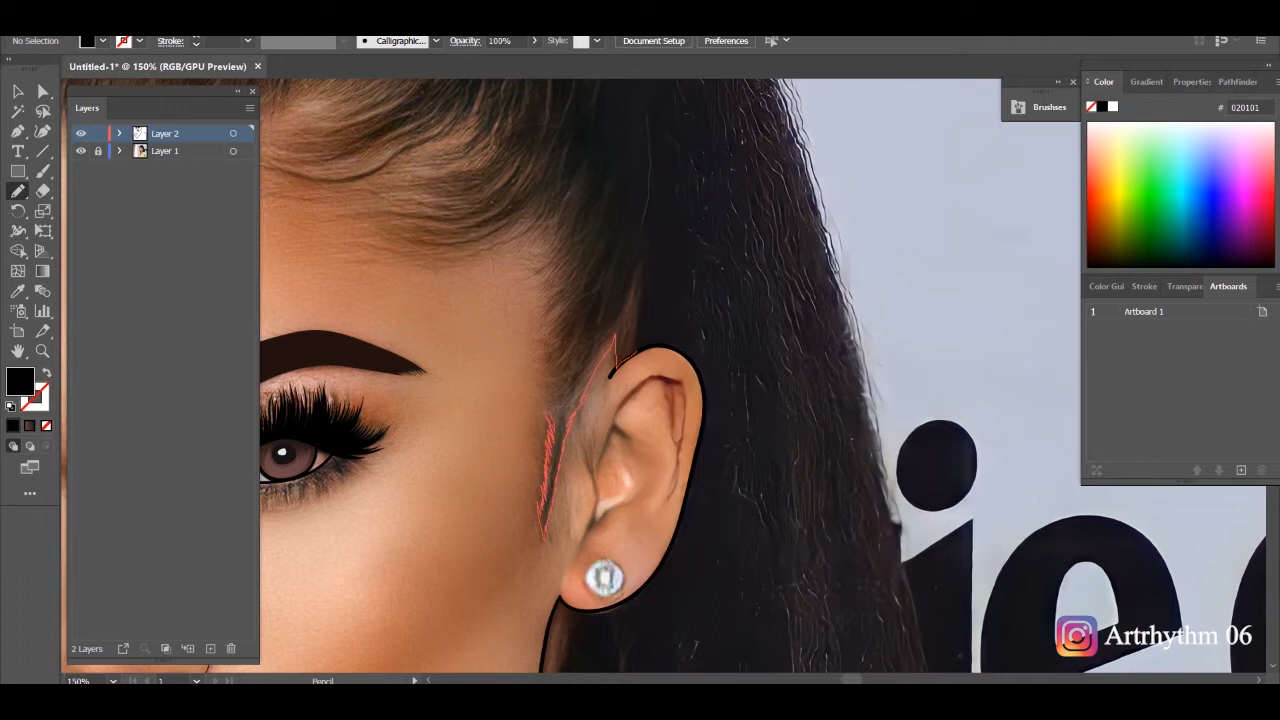 No Selection
Stroke:
Calligraphic...
Opacity:
100%
Style:
Document Setup
Preferences
Untitled-1* @ 150% (RGB/GPU Preview)
Layers
Layer 2
Layer 1
2 Layers
Brushses
Color
Gradient
Properties
Pathfinder
# 020101
Color Gui
Stroke
Transpare
Artboards
1
Artboard 1
ie
Artrhythm 06
150%
1
Pencil